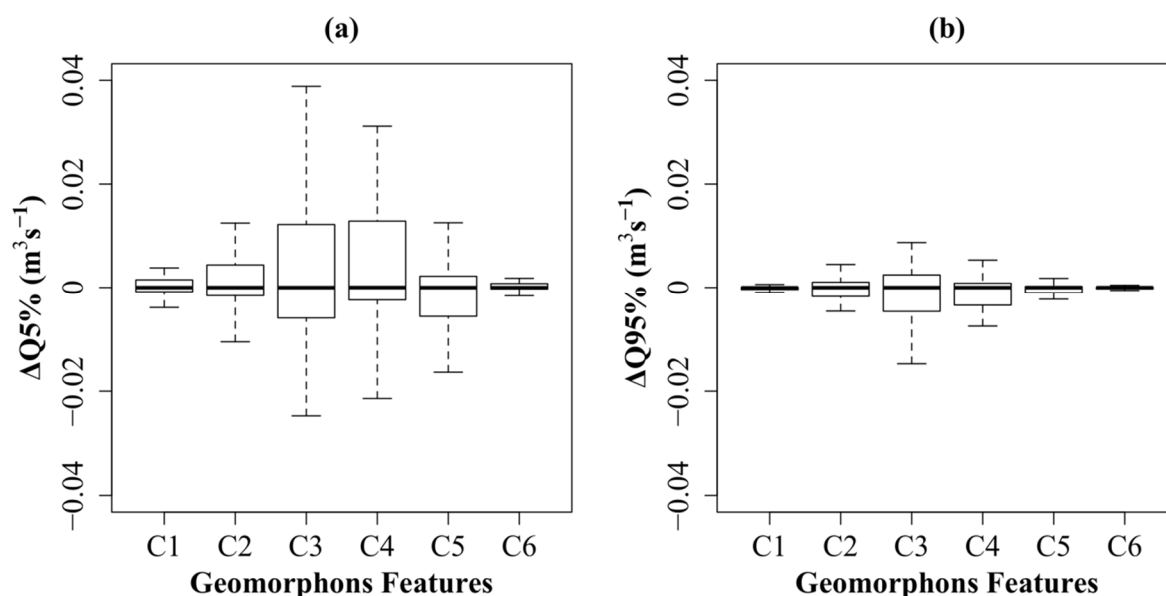 (a)
ΔQ5% (m³s⁻¹)
0.04
0.02
0
−0.02
−0.04
C1 C2 C3 C4 C5 C6
Geomorphons Features
(b)
ΔQ95% (m³s⁻¹)
0.04
0.02
0
−0.02
−0.04
C1 C2 C3 C4 C5 C6
Geomorphons Features